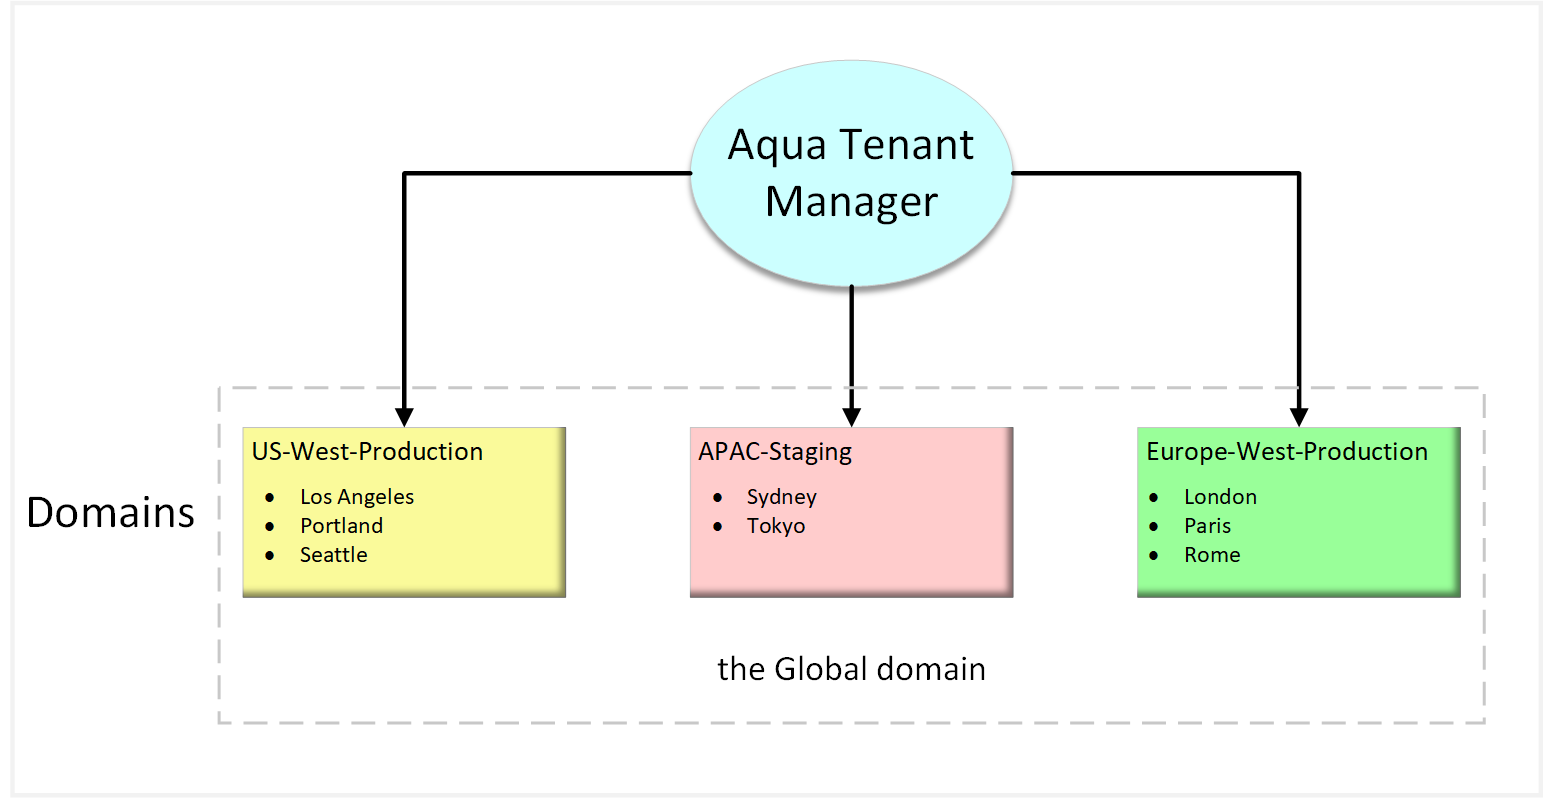 Aqua Tenant
Manager
Domains
US-West-Production
● Los Angeles
● Portland
● Seattle
APAC-Staging
● Sydney
● Tokyo
Europe-West-Production
● London
● Paris
● Rome
the Global domain